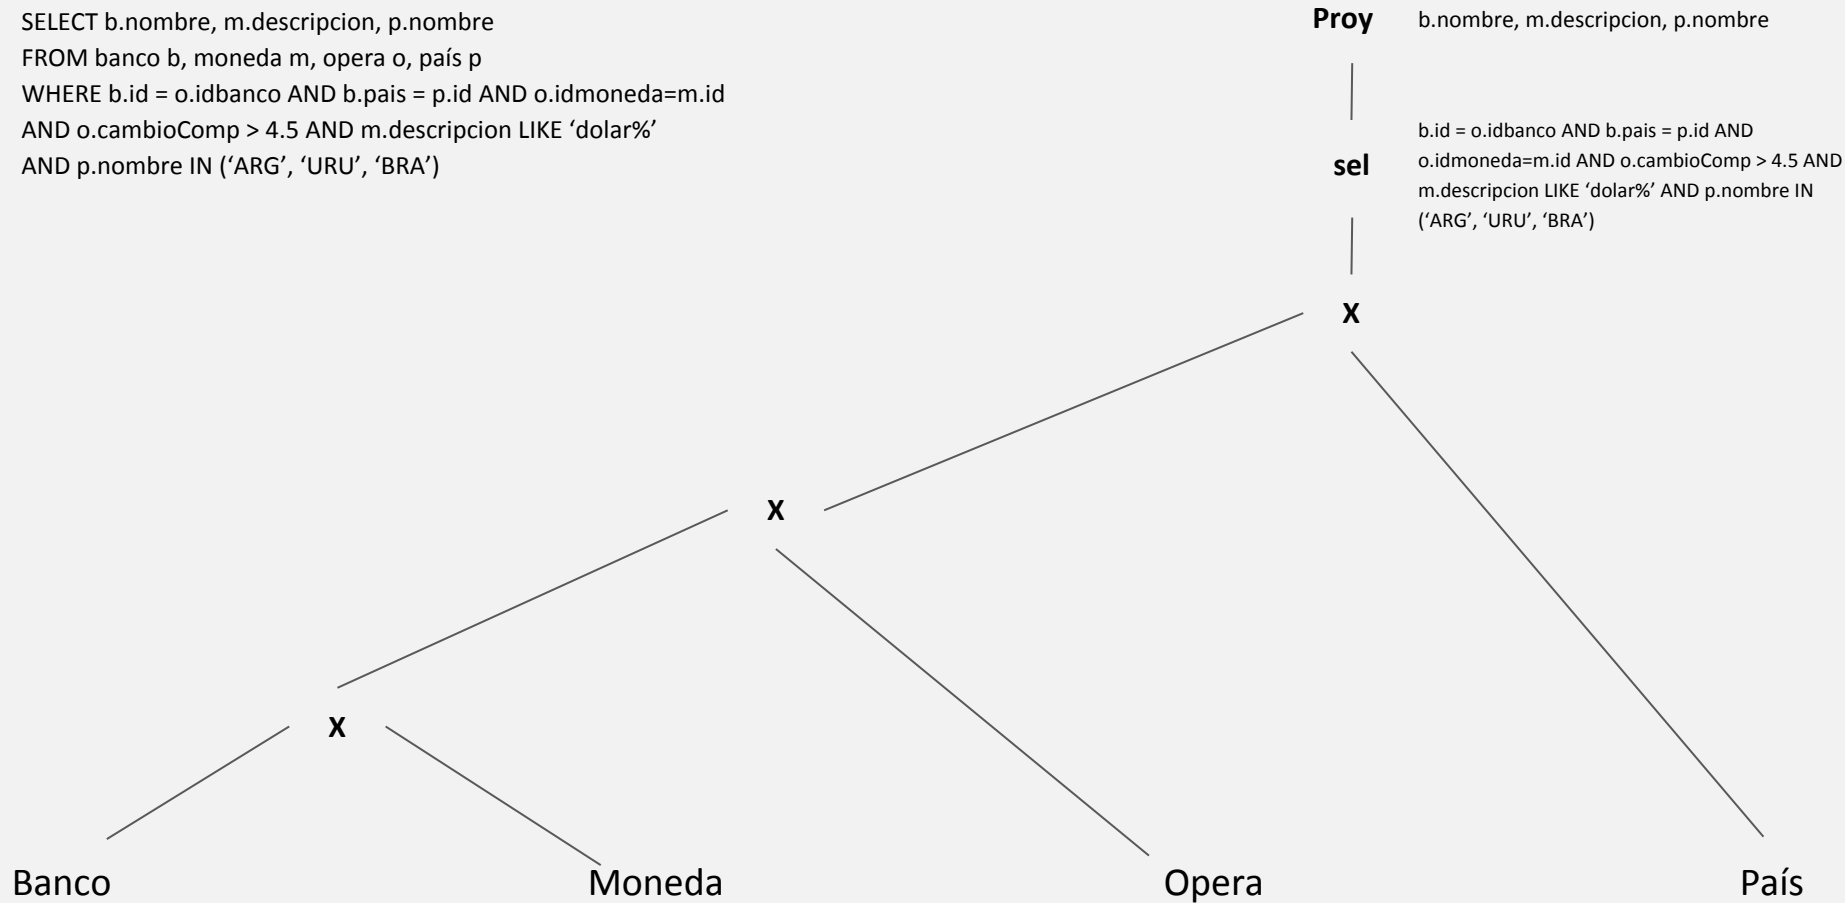 SELECT b.nombre, m.descripcion, p.nombre
FROM banco b, moneda m, opera o, país p
WHERE b.id = o.idbanco AND b.pais = p.id AND o.idmoneda=m.id
AND o.cambioComp > 4.5 AND m.descripcion LIKE ‘dolar%’
AND p.nombre IN (‘ARG’, ‘URU’, ‘BRA’)
Proy
b.nombre, m.descripcion, p.nombre
sel
b.id = o.idbanco AND b.pais = p.id AND
o.idmoneda=m.id AND o.cambioComp > 4.5 AND
m.descripcion LIKE ‘dolar%’ AND p.nombre IN
(‘ARG’, ‘URU’, ‘BRA’)
X
X
X
Banco
Moneda
Opera
País